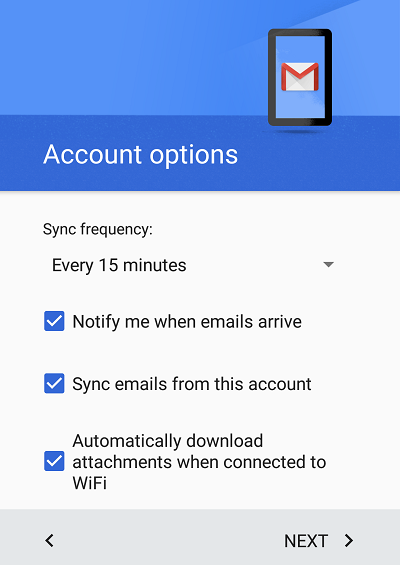 Account options
Sync frequency:
Every 15 minutes
Notify me when emails arrive
Sync emails from this account
Automatically download
attachments when connected to
WiFi
NEXT